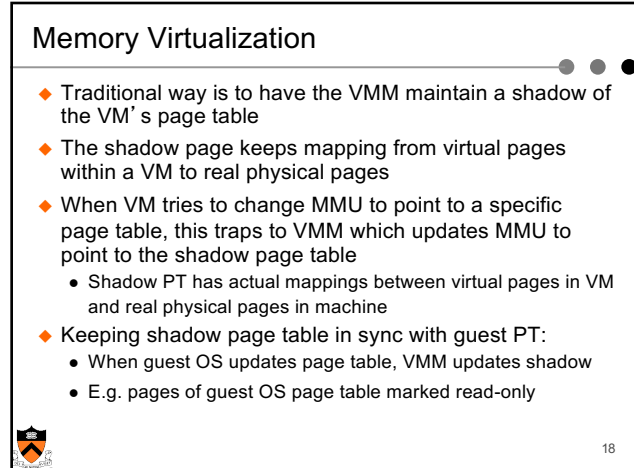 Memory Virtualization
◆ Traditional way is to have the VMM maintain a shadow of
the VM's page table
◆ The shadow page keeps mapping from virtual pages
within a VM to real physical pages
◆ When VM tries to change MMU to point to a specific
page table, this traps to VMM which updates MMU to
point to the shadow page table
● Shadow PT has actual mappings between virtual pages in VM
and real physical pages in machine
◆ Keeping shadow page table in sync with guest PT:
● When guest OS updates page table, VMM updates shadow
● E.g. pages of guest OS page table marked read-only
18